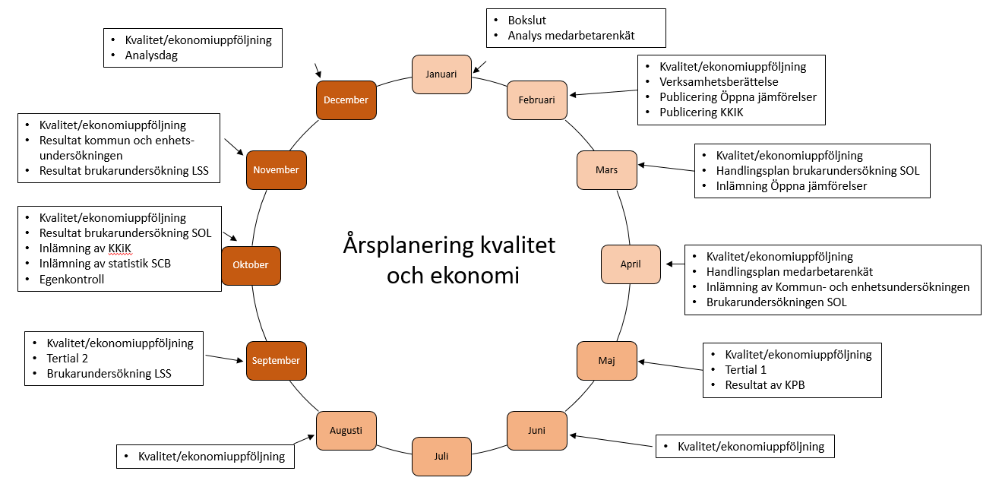 Årsplanering kvalitet
och ekonomi
Januari
• Bokslut
• Analys medarbetarenkät
Februari
• Kvalitet/ekonomiuppföljning
• Verksamhetsberättelse
• Publicering Öppna jämförelser
• Publicering KKIK
Mars
• Kvalitet/ekonomiuppföljning
• Handlingsplan brukarundersökning SOL
• Inlämning Öppna jämförelser
April
• Kvalitet/ekonomiuppföljning
• Handlingsplan medarbetarenkät
• Inlämning av Kommun- och enhetsundersökningen
• Brukarundersökningen SOL
Maj
• Kvalitet/ekonomiuppföljning
• Tertial 1
• Resultat av KPB
Juni
• Kvalitet/ekonomiuppföljning
Juli
Augusti
• Kvalitet/ekonomiuppföljning
September
• Kvalitet/ekonomiuppföljning
• Tertial 2
• Brukarundersökning LSS
Oktober
• Kvalitet/ekonomiuppföljning
• Resultat brukarundersökning SOL
• Inlämning av KKiK
• Inlämning av statistik SCB
• Egenkontroll
November
• Kvalitet/ekonomiuppföljning
• Resultat kommun och enhets-
undersökningen
• Resultat brukarundersökning LSS
December
• Kvalitet/ekonomiuppföljning
• Analysdag